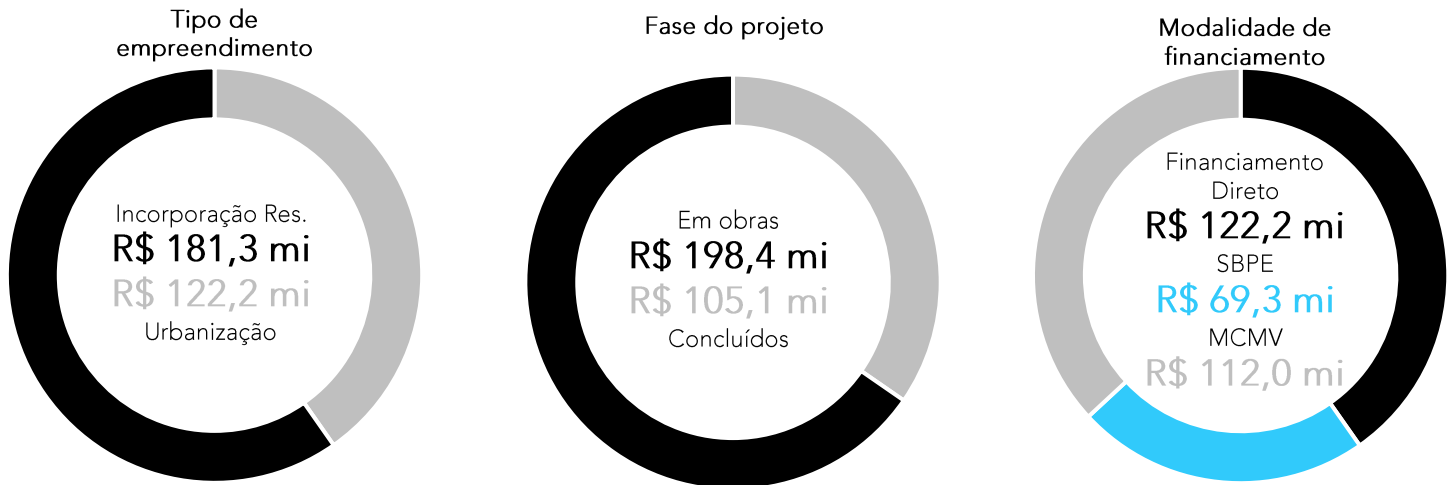 Tipo de
empreendimento
Incorporação Res.
R$ 181,3 mi
R$ 122,2 mi
Urbanização
Fase do projeto
Em obras
R$ 198,4 mi
R$ 105,1 mi
Concluídos
Modalidade de
financiamento
Financiamento
Direto
R$ 122,2 mi
SBPE
R$ 69,3 mi
MCMV
R$ 112,0 mi